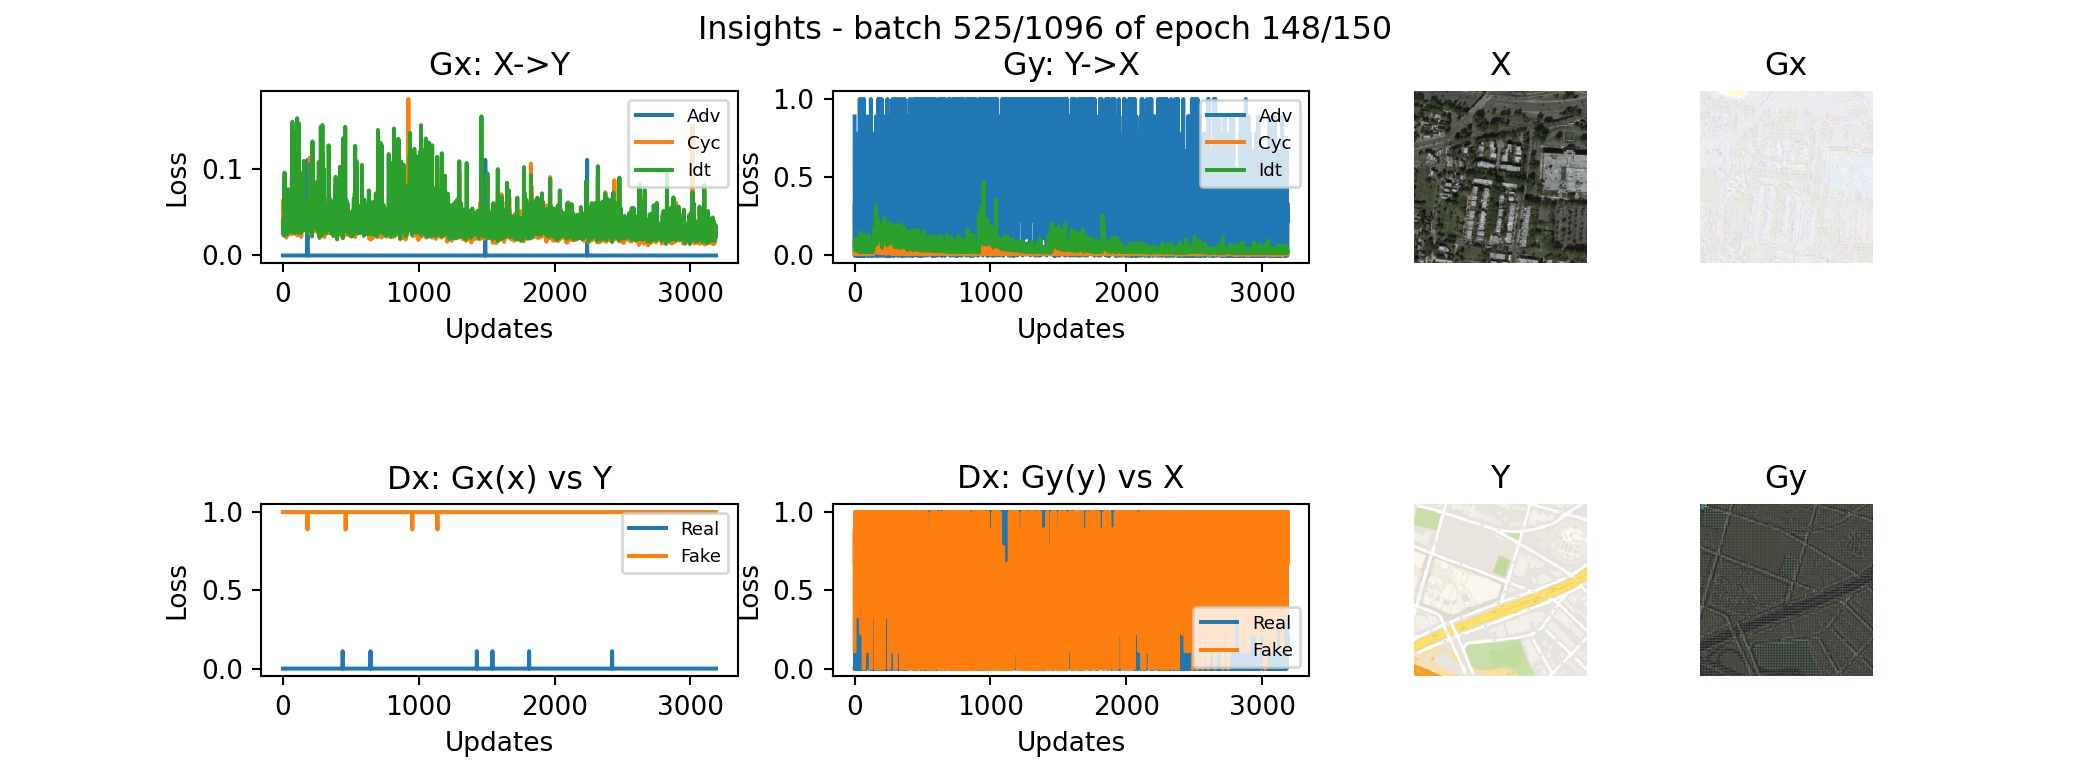 Insights - batch 525/1096 of epoch 148/150
Gx: X->Y
Gy: Y->X
X
Gx
Loss
0.1
0.0
Adv
Cyc
Idt
0
1000
2000
3000
Updates
Loss
1.0
0.5
0.0
Adv
Cyc
Idt
0
1000
2000
3000
Updates
Dx: Gx(x) vs Y
Dx: Gy(y) vs X
Y
Gy
Loss
1.0
0.5
0.0
Real
Fake
0
1000
2000
3000
Updates
Loss
1.0
0.5
0.0
Real
Fake
0
1000
2000
3000
Updates